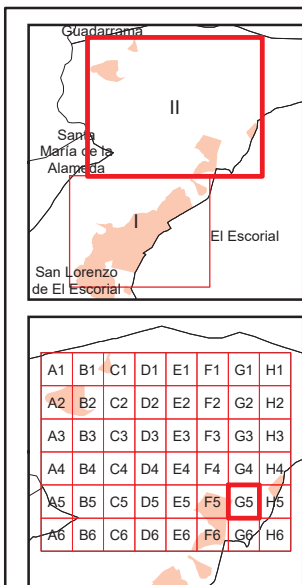 Guadarrama
II
Santa
María de la
Alameda
I
El Escorial
San Lorenzo
de El Escorial
A1 B1 C1 D1 E1 F1 G1 H1
A2 B2 C2 D2 E2 F2 G2 H2
A3 B3 C3 D3 E3 F3 G3 H3
A4 B4 C4 D4 E4 F4 G4 H4
A5 B5 C5 D5 E5 F5 G5 H5
A6 B6 C6 D6 E6 F6 G6 H6